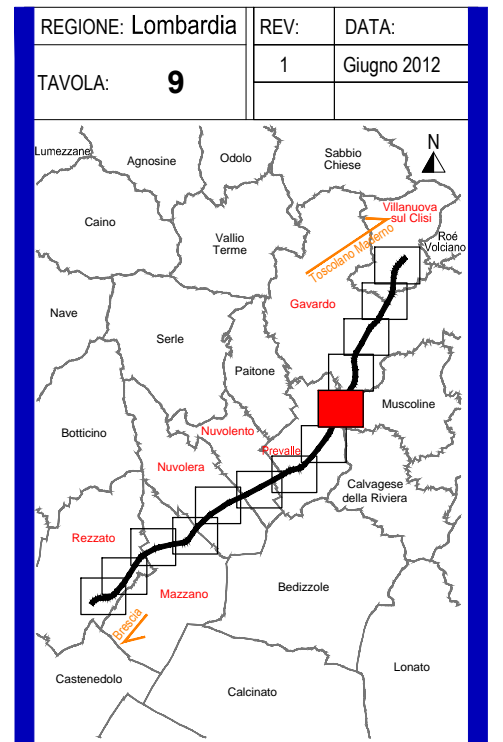 REGIONE: Lombardia
REV:
DATA:
TAVOLA: 9
1
Giugno 2012
Lumezzane
Agnosine
Odolo
Sabbio
Chiese
N
Caino
Vallio
Terme
Villanuova
sul Clisi
Roé
Volciano
Toscolano Maderno
Gavardo
Nave
Serle
Paitone
Muscoline
Botticino
Nuvolento
Prevalle
Nuvolera
Calvagese
della Riviera
Rezzato
Mazzano
Bedizzole
Brescia
Castenedolo
Calcinato
Lonato